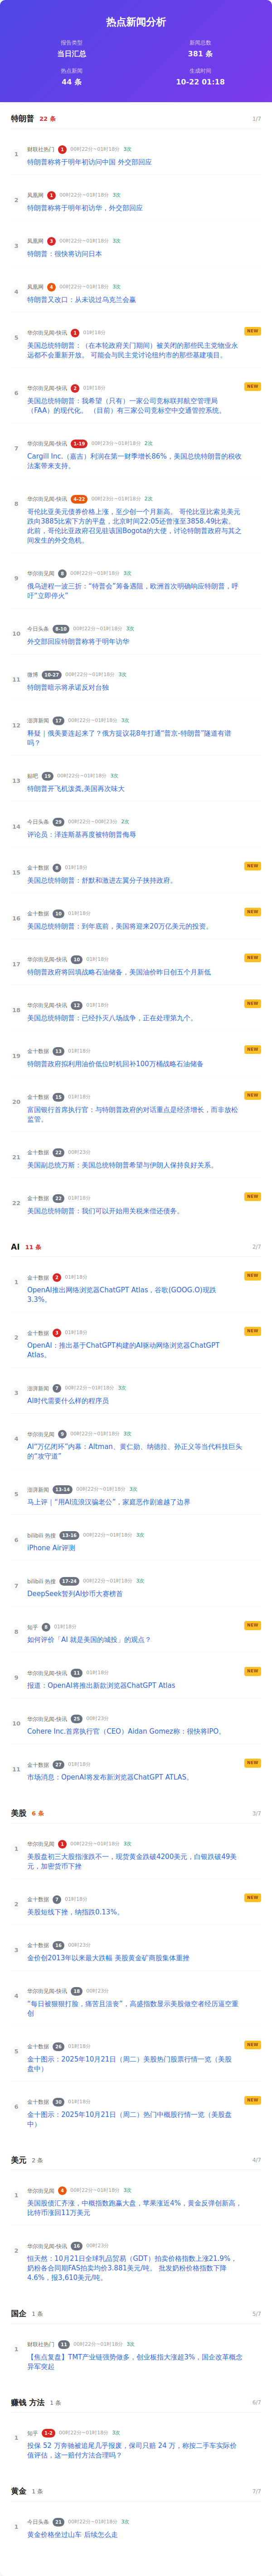 热点新闻分析
报告类型
当日汇总
新闻总数
381 条
热点新闻
44 条
生成时间
10-22 01:18
特朗普 22 条 1/7
1 财联社热门 1 00时22分~01时18分 3次
特朗普称将于明年初访问中国 外交部回应
2 凤凰网 1 00时22分~01时18分 3次
特朗普称将于明年初访华，外交部回应
3 凤凰网 3 00时22分~01时18分 3次
特朗普：很快将访问日本
4 凤凰网 4 00时22分~01时18分 3次
特朗普又改口：从未说过乌克兰会赢
5 华尔街见闻-快讯 1 01时18分 NEW
美国总统特朗普：（在本轮政府关门期间）被关闭的那些民主党物业永
远都不会重新开放。 可能会与民主党讨论纽约市的那些基建项目。
6 华尔街见闻-快讯 2 01时18分 NEW
美国总统特朗普：我希望（只有）一家公司竞标联邦航空管理局
（FAA）的现代化。 （目前）有三家公司竞标空中交通管控系统。
7 华尔街见闻-快讯 1-19 00时23分~01时18分 2次
Cargill Inc.（嘉吉）利润在第一财季增长86%，美国总统特朗普的税收
法案带来支持。
8 华尔街见闻-快讯 4-22 00时23分~01时18分 2次
哥伦比亚美元债券价格上涨，至少创一个月新高。 哥伦比亚比索兑美元
跌向3885比索下方的平盘，北京时间22:05还曾涨至3858.49比索。
此前，哥伦比亚政府召见驻该国Bogota的大使，讨论特朗普政府与其之
间发生的外交危机。
9 华尔街见闻 6 00时22分~01时18分 3次
俄乌进程一波三折："特普会"筹备遇阻，欧洲首次明确响应特朗普，呼
吁"立即停火"
10 今日头条 8-10 00时22分~01时18分 3次
外交部回应特朗普称将于明年访华
11 微博 10-27 00时22分~01时18分 3次
特朗普暗示将承诺反对台独
12 澎湃新闻 17 00时22分~01时18分 3次
释疑｜俄美要连起来了？俄方提议花8年打通"普京-特朗普"隧道有谱
吗？
13 贴吧 19 00时22分~01时18分 3次
特朗普开飞机泼粪,美国再次味大
14 今日头条 29 00时22分~00时23分 2次
评论员：泽连斯基再度被特朗普侮辱
15 金十数据 8 01时18分 NEW
美国总统特朗普：舒默和激进左翼分子挟持政府。
16 金十数据 10 01时18分 NEW
美国总统特朗普：到年底前，美国将迎来20万亿美元的投资。
17 华尔街见闻-快讯 10 01时18分 NEW
特朗普政府将回填战略石油储备，美国油价昨日创五个月新低
18 华尔街见闻-快讯 12 01时18分 NEW
美国总统特朗普：已经扑灭八场战争，正在处理第九个。
19 金十数据 13 01时18分 NEW
特朗普政府拟利用油价低位时机回补100万桶战略石油储备
20 金十数据 15 01时18分 NEW
富国银行首席执行官：与特朗普政府的对话重点是经济增长，而非放松
监管。
21 金十数据 22 00时23分
美国副总统万斯：美国总统特朗普希望与伊朗人保持良好关系。
22 金十数据 22 01时18分 NEW
美国总统特朗普：我们可以开始用关税来偿还债务。
AI 11 条 2/7
1 金十数据 2 01时18分 NEW
OpenAI推出网络浏览器ChatGPT Atlas，谷歌(GOOG.O)现跌
3.3%。
2 金十数据 3 01时18分 NEW
OpenAI：推出基于ChatGPT构建的AI驱动网络浏览器ChatGPT
Atlas。
3 澎湃新闻 7 00时22分~01时18分 3次
AI时代需要什么样的程序员
4 华尔街见闻 9 00时22分~01时18分 3次
AI"万亿闭环"内幕：Altman、黄仁勋、纳德拉、孙正义等当代科技巨头
的"攻守道"
5 澎湃新闻 13-14 00时22分~01时18分 3次
马上评｜"用AI流浪汉骗老公"，家庭恶作剧逾越了边界
6 bilibili 热搜 13-16 00时22分~01时18分 3次
iPhone Air评测
7 bilibili 热搜 17-24 00时22分~01时18分 3次
DeepSeek暂列AI炒币大赛榜首
8 知乎 8 01时18分 NEW
如何评价「AI 就是美国的城投」的观点？
9 华尔街见闻-快讯 11 01时18分 NEW
报道：OpenAI将推出新款浏览器ChatGPT Atlas
10 华尔街见闻-快讯 25 00时23分
Cohere Inc.首席执行官（CEO）Aidan Gomez称：很快将IPO。
11 金十数据 27 01时18分 NEW
市场消息：OpenAI将发布新浏览器ChatGPT ATLAS。
美股 6 条 3/7
1 华尔街见闻 1 00时22分~01时18分 3次
美股盘初三大股指涨跌不一，现货黄金跌破4200美元，白银跌破49美
元，加密货币下挫
2 金十数据 7 01时18分 NEW
美股短线下挫，纳指跌0.13%。
3 金十数据 16 00时23分
金价创2013年以来最大跌幅 美股黄金矿商股集体重挫
4 华尔街见闻-快讯 18 00时23分
"每日被狠狠打脸，痛苦且沮丧"，高盛指数显示美股做空者经历逼空重
创
5 金十数据 26 01时18分 NEW
金十图示：2025年10月21日（周二）美股热门股票行情一览（美股
盘中）
6 金十数据 30 01时18分 NEW
金十图示：2025年10月21日（周二）热门中概股行情一览（美股盘
中）
美元 2 条 4/7
1 华尔街见闻 4 00时22分~01时18分 3次
美国股债汇齐涨，中概指数跑赢大盘，苹果涨近4%，黄金反弹创新高，
比特币涨回11万美元
2 华尔街见闻-快讯 16 00时23分
恒天然：10月21日全球乳品贸易（GDT）拍卖价格指数上涨21.9%，
奶粉各合同期FAS拍卖均价3.881美元/吨。 批发奶粉价格指数下降
4.6%，报3,610美元/吨。
国企 1 条 5/7
1 财联社热门 11 00时22分~01时18分 3次
【焦点复盘】TMT产业链强势做多，创业板指大涨超3%，国企改革概念
异军突起
赚钱 方法 1 条 6/7
1 知乎 1-2 00时22分~01时18分 3次
投保 52 万奔驰被追尾几乎报废，保司只赔 24 万，称按二手车实际价
值评估，这一赔付方法合理吗？
黄金 1 条 7/7
1 今日头条 21 00时22分~01时18分 3次
黄金价格坐过山车 后续怎么走